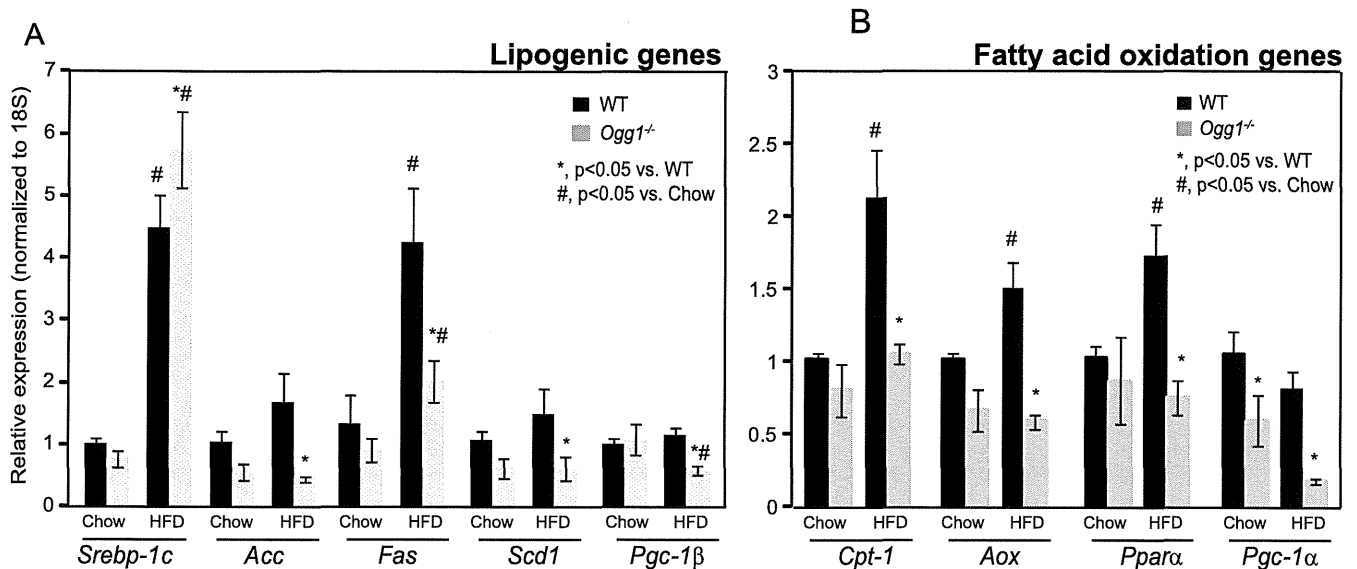 A
Lipogenic genes
Relative expression (normalized to 18S)
7
6
5
4
3
2
1
0
WT
Ogg1-/-
*, p<0.05 vs. WT
#, p<0.05 vs. Chow
#
*#
*
#
*#
*
*#
Chow HFD Chow HFD Chow HFD Chow HFD Chow HFD
Srebp-1c Acc Fas Scd1 Pgc-1β
B
Fatty acid oxidation genes
3
2.5
2
1.5
1
0.5
0
WT
Ogg1-/-
*, p<0.05 vs. WT
#, p<0.05 vs. Chow
#
*
#
*
#
*
*
*
Chow HFD Chow HFD Chow HFD Chow HFD
Cpt-1 Aox Pparα Pgc-1α